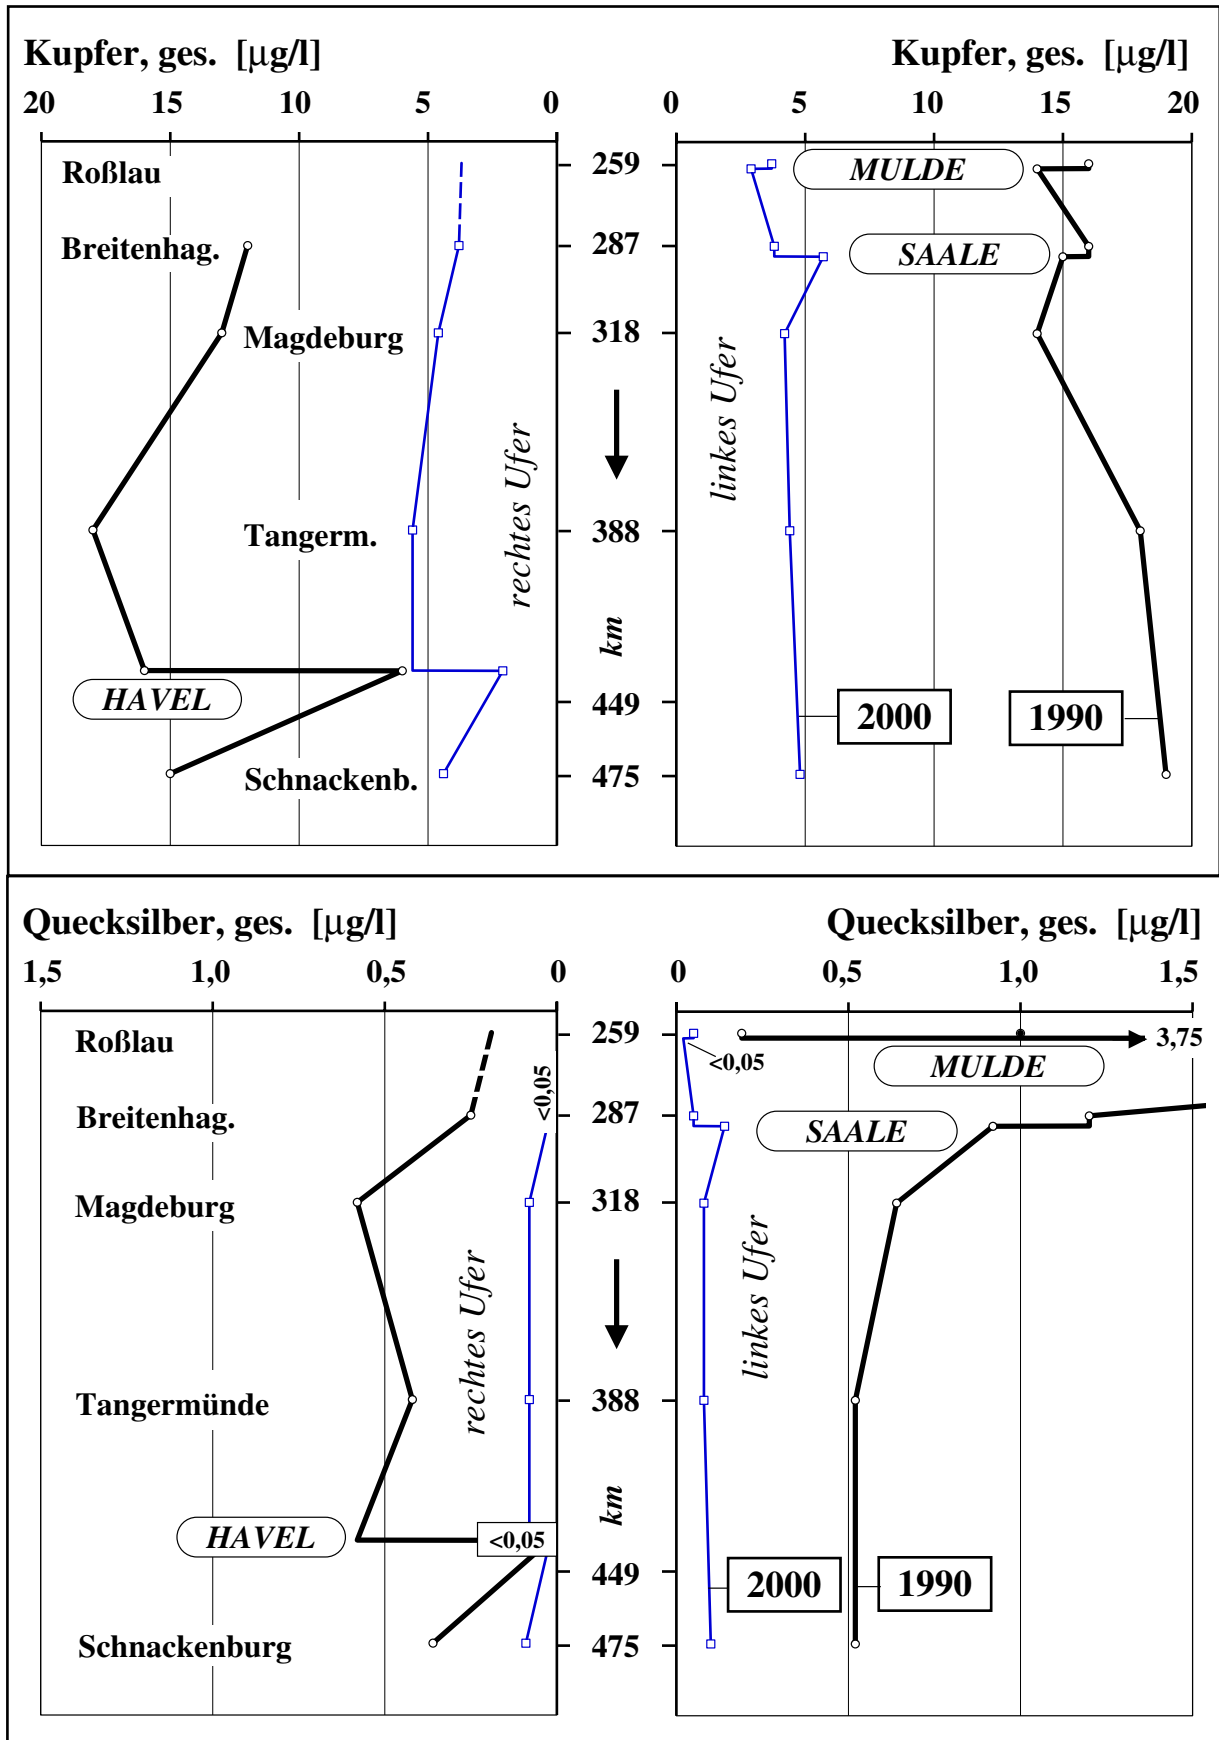 Kupfer, ges. [µg/l] Kupfer, ges. [µg/l]
20 15 10 5 0 0 5 10 15 20
Roßlau 259 MULDE
Breitenhag. 287 SAALE
Magdeburg 318
rechtes Ufer linkes Ufer
Tangerm. 388
km
HAVEL 449 2000 1990
Schnackenb. 475
Quecksilber, ges. [µg/l] Quecksilber, ges. [µg/l]
1,5 1,0 0,5 0 0 0,5 1,0 1,5
Roßlau 259 3,75
<0,05 <0,05 MULDE
Breitenhag. 287 SAALE
Magdeburg 318
rechtes Ufer linkes Ufer
Tangermünde 388
km
HAVEL <0,05
449 2000 1990
Schnackenburg 475